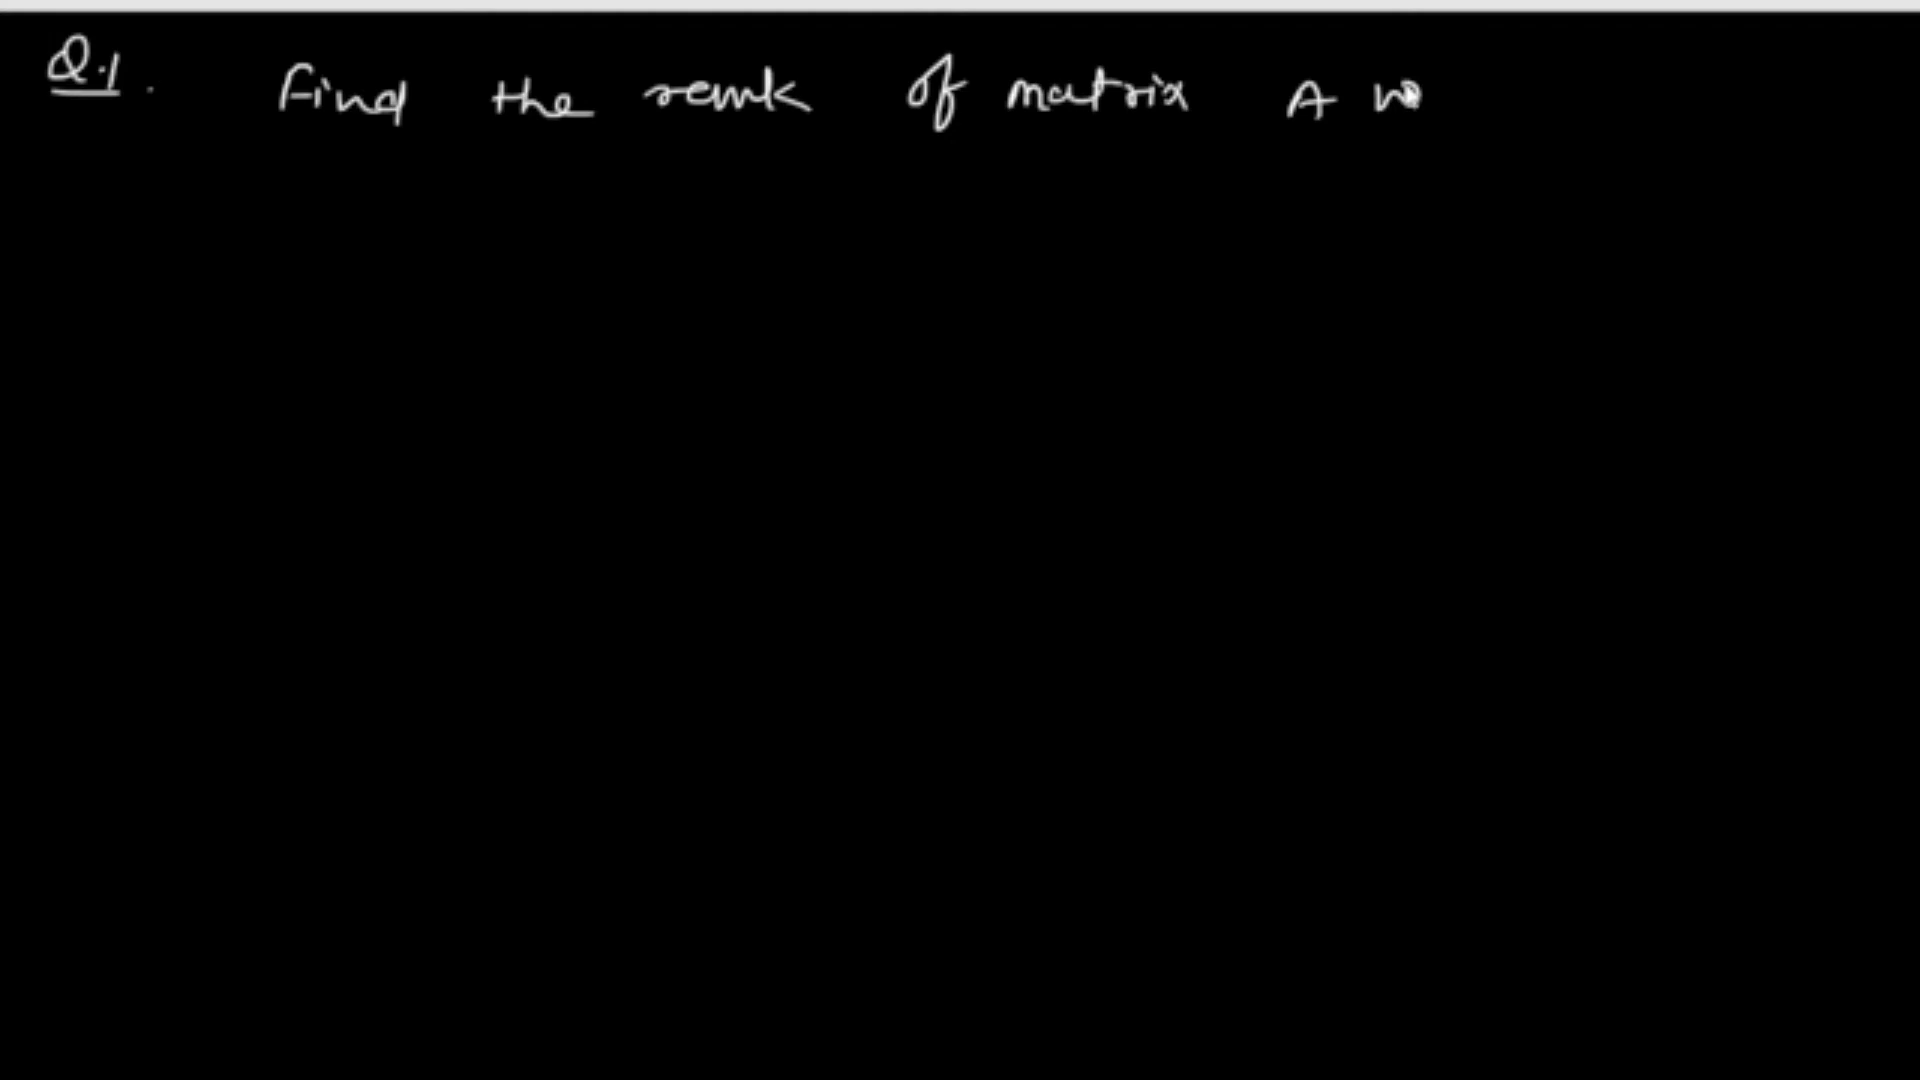 Q.1. Find the rank of matrix A